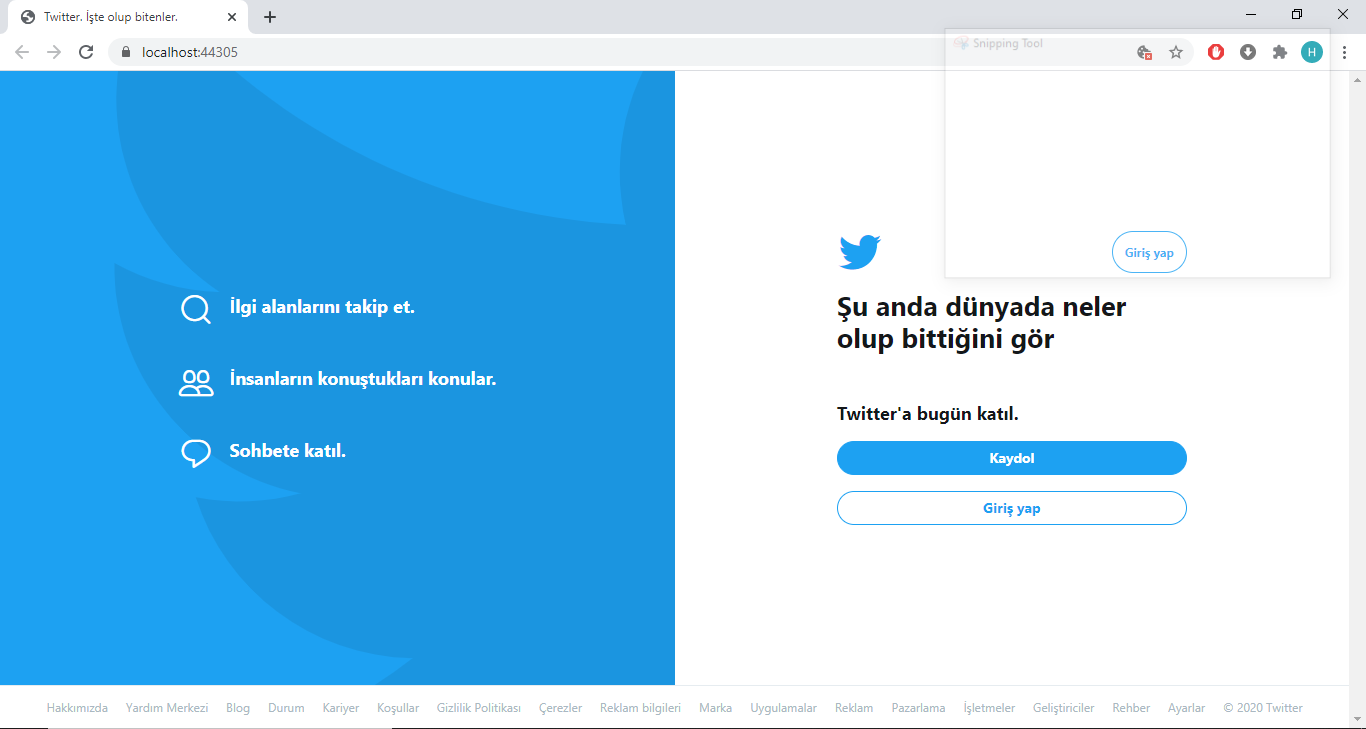 Twitter. İşte olup bitenler.
localhost:44305
Snipping Tool
H
Giriş yap
İlgi alanlarını takip et.
İnsanların konuştukları konular.
Sohbete katıl.
Şu anda dünyada neler
olup bittiğini gör
Twitter'a bugün katıl.
Kaydol
Giriş yap
Hakkımızda Yardım Merkezi Blog Durum Kariyer Koşullar Gizlilik Politikası Çerezler Reklam bilgileri Marka Uygulamalar Reklam Pazarlama İşletmeler Geliştiriciler Rehber Ayarlar © 2020 Twitter